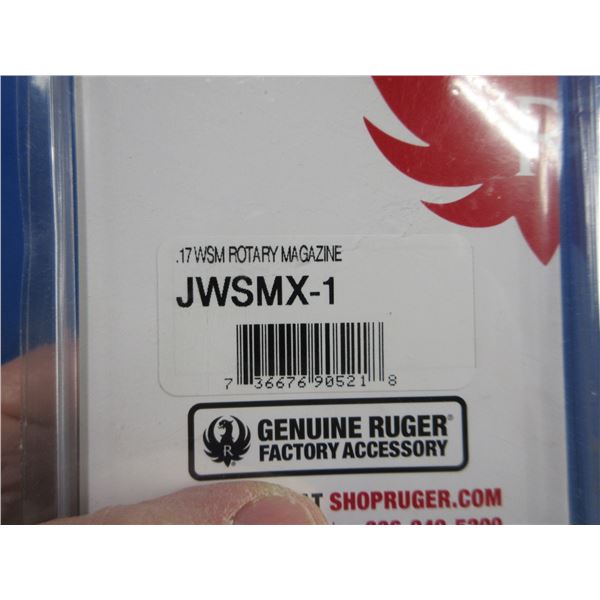 R
.17 WSM ROTARY MAGAZINE
JWSMX-1
7 36676 90521 8
R
GENUINE RUGER®
FACTORY ACCESSORY
SHOPRUGER.COM